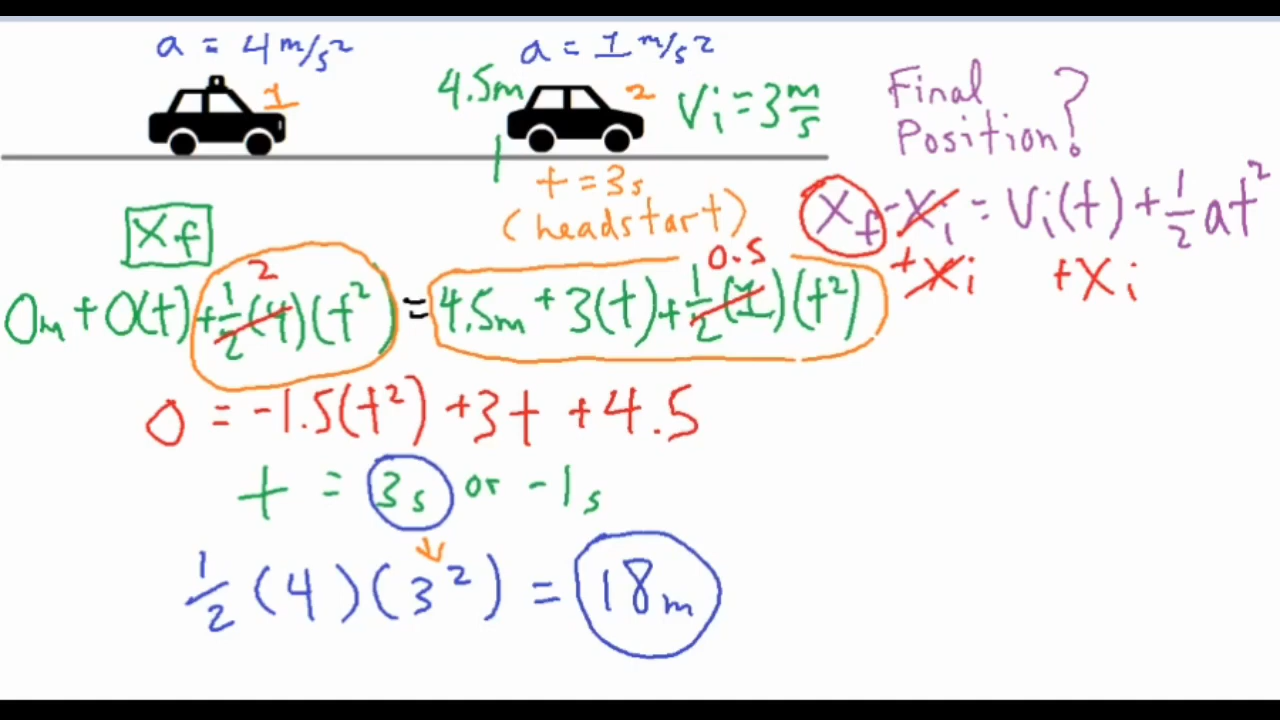 a = 4 m/s² a = 1 m/s²
1 4.5m 2 Vi = 3 m/s
Final Position?
t = 3s
(headstart)
Xf - Xi = Vi(t) + 1/2 at²
+Xi +Xi
Xf
2 0.5
0m + 0(t) + 1/2 (4)(t²) = 4.5m + 3(t) + 1/2 (1)(t²)
0 = -1.5(t²) + 3t + 4.5
t = 3s or -1s
1/2 (4)(3²) = 18m